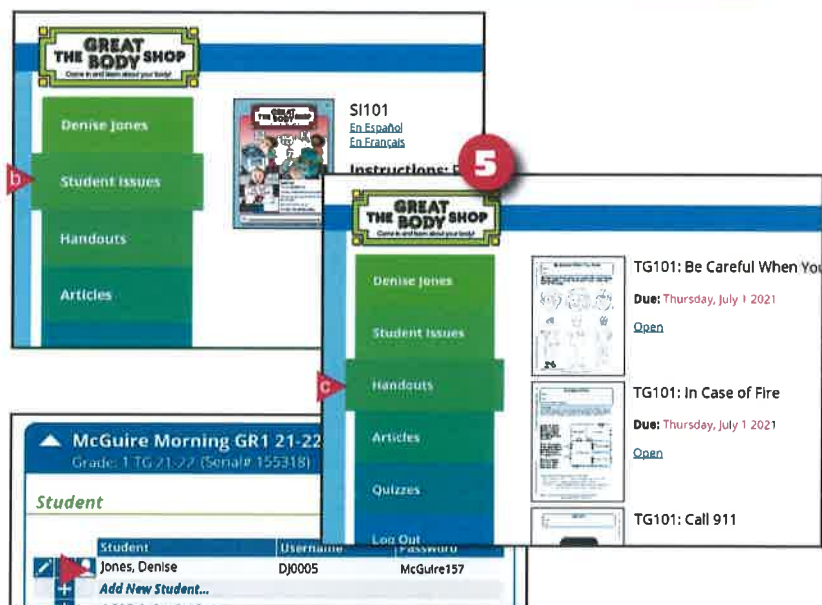 THE GREAT BODY SHOP
Come in and learn about your body!
Denise Jones
b
Student Issues
Handouts
Articles
SI101
En Español
En Français
Instructions:
5
THE GREAT BODY SHOP
Come in and learn about your body!
Denise Jones
Student Issues
c
Handouts
Articles
Quizzes
Log Out
TG101: Be Careful When You
Due: Thursday, July 1 2021
Open
TG101: In Case of Fire
Due: Thursday, July 1 2021
Open
TG101: Call 911
McGuire Morning GR1 21-22
Grade: 1 TG 21-22 (Serial# 155318)
Student
Student Username Password
Jones, Denise DJ0005 McGuire157
Add New Student...